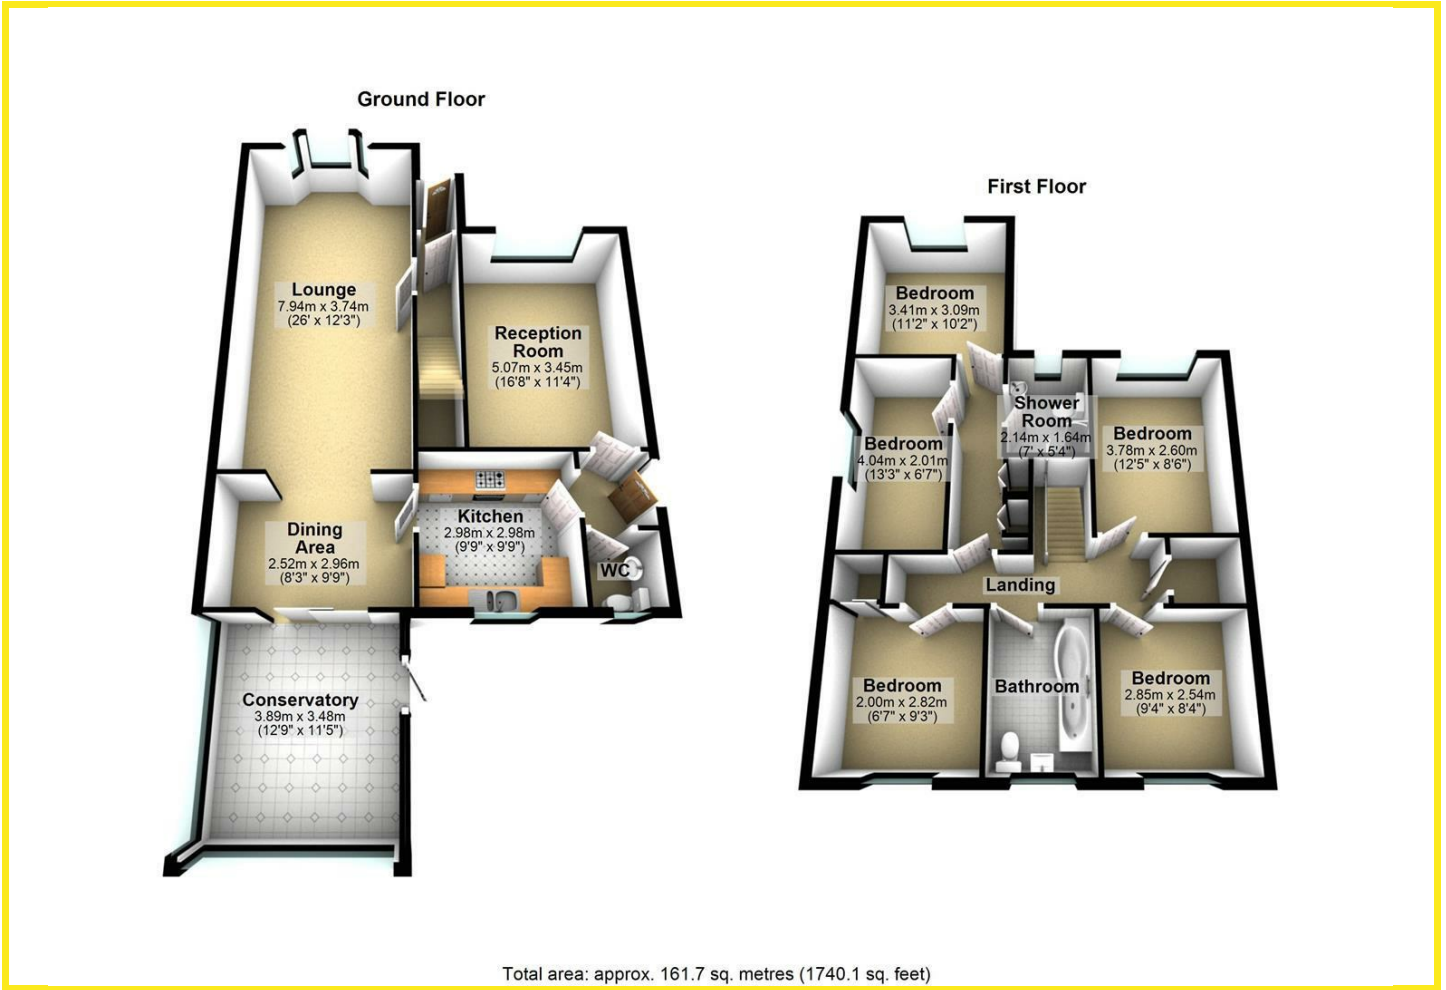 Ground Floor
Lounge
7.94m x 3.74m
(26' x 12'3")
Reception
Room
5.07m x 3.45m
(16'8" x 11'4")
Dining
Area
2.52m x 2.96m
(8'3" x 9'9")
Kitchen
2.98m x 2.98m
(9'9" x 9'9")
WC
Conservatory
3.89m x 3.48m
(12'9" x 11'5")
First Floor
Bedroom
3.41m x 3.09m
(11'2" x 10'2")
Shower
Room
2.14m x 1.64m
(7' x 5'4")
Bedroom
4.04m x 2.01m
(13'3" x 6'7")
Bedroom
3.78m x 2.60m
(12'5" x 8'6")
Landing
Bedroom
2.00m x 2.82m
(6'7" x 9'3")
Bathroom
Bedroom
2.85m x 2.54m
(9'4" x 8'4")
Total area: approx. 161.7 sq. metres (1740.1 sq. feet)